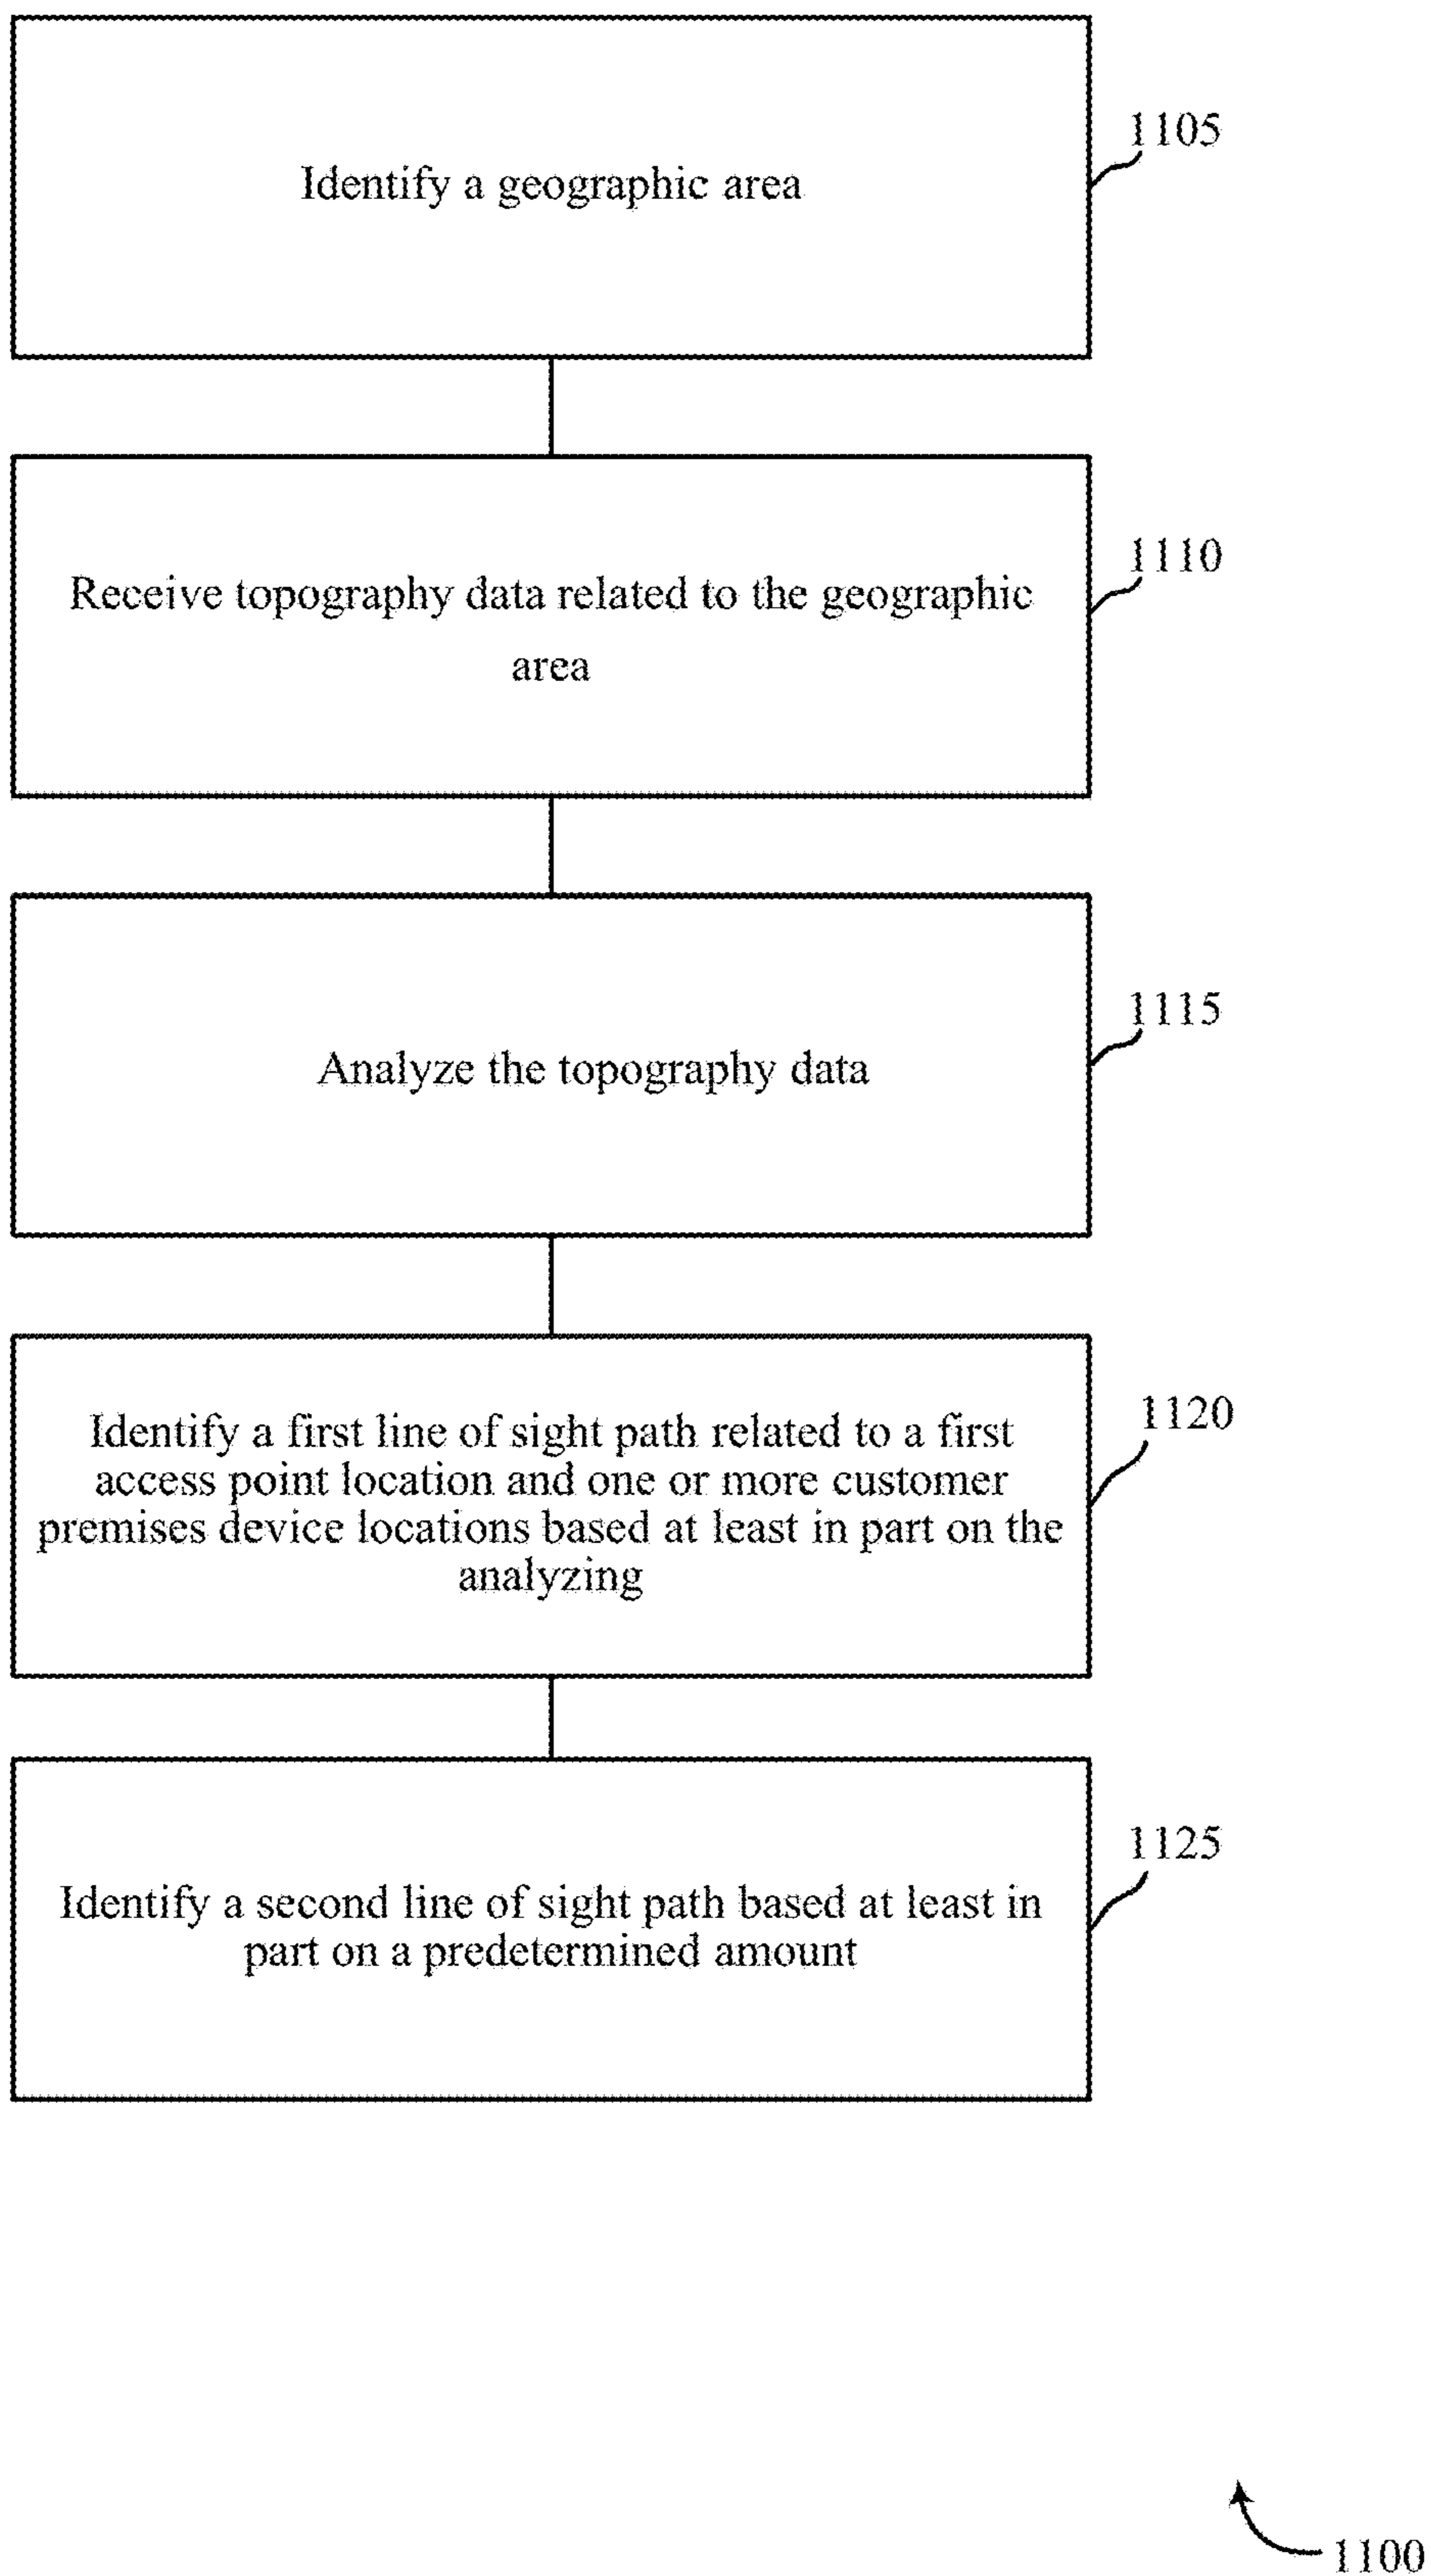 Identify a geographic area
1105
Receive topography data related to the geographic
area
1110
Analyze the topography data
1115
Identify a first line of sight path related to a first
access point location and one or more customer
premises device locations based at least in part on the
analyzing
1120
Identify a second line of sight path based at least in
part on a predetermined amount
1125
1100